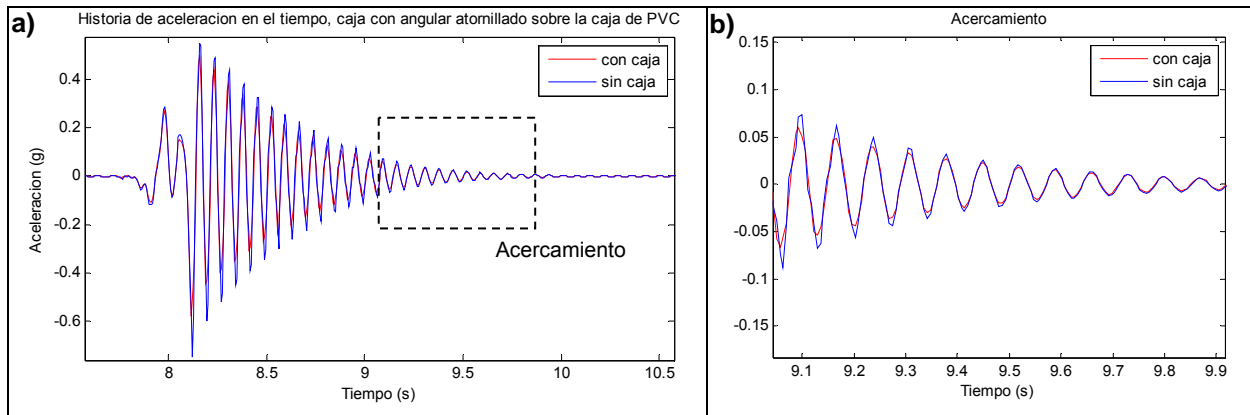 a)
Historia de aceleracion en el tiempo, caja con angular atornillado sobre la caja de PVC
con caja
sin caja
Aceleracion (g)
0.4
0.2
0
-0.2
-0.4
-0.6
Acercamiento
8
8.5
9
9.5
10
10.5
Tiempo (s)
b)
Acercamiento
con caja
sin caja
0.15
0.1
0.05
0
-0.05
-0.1
-0.15
9.1
9.2
9.3
9.4
9.5
9.6
9.7
9.8
9.9
Tiempo (s)